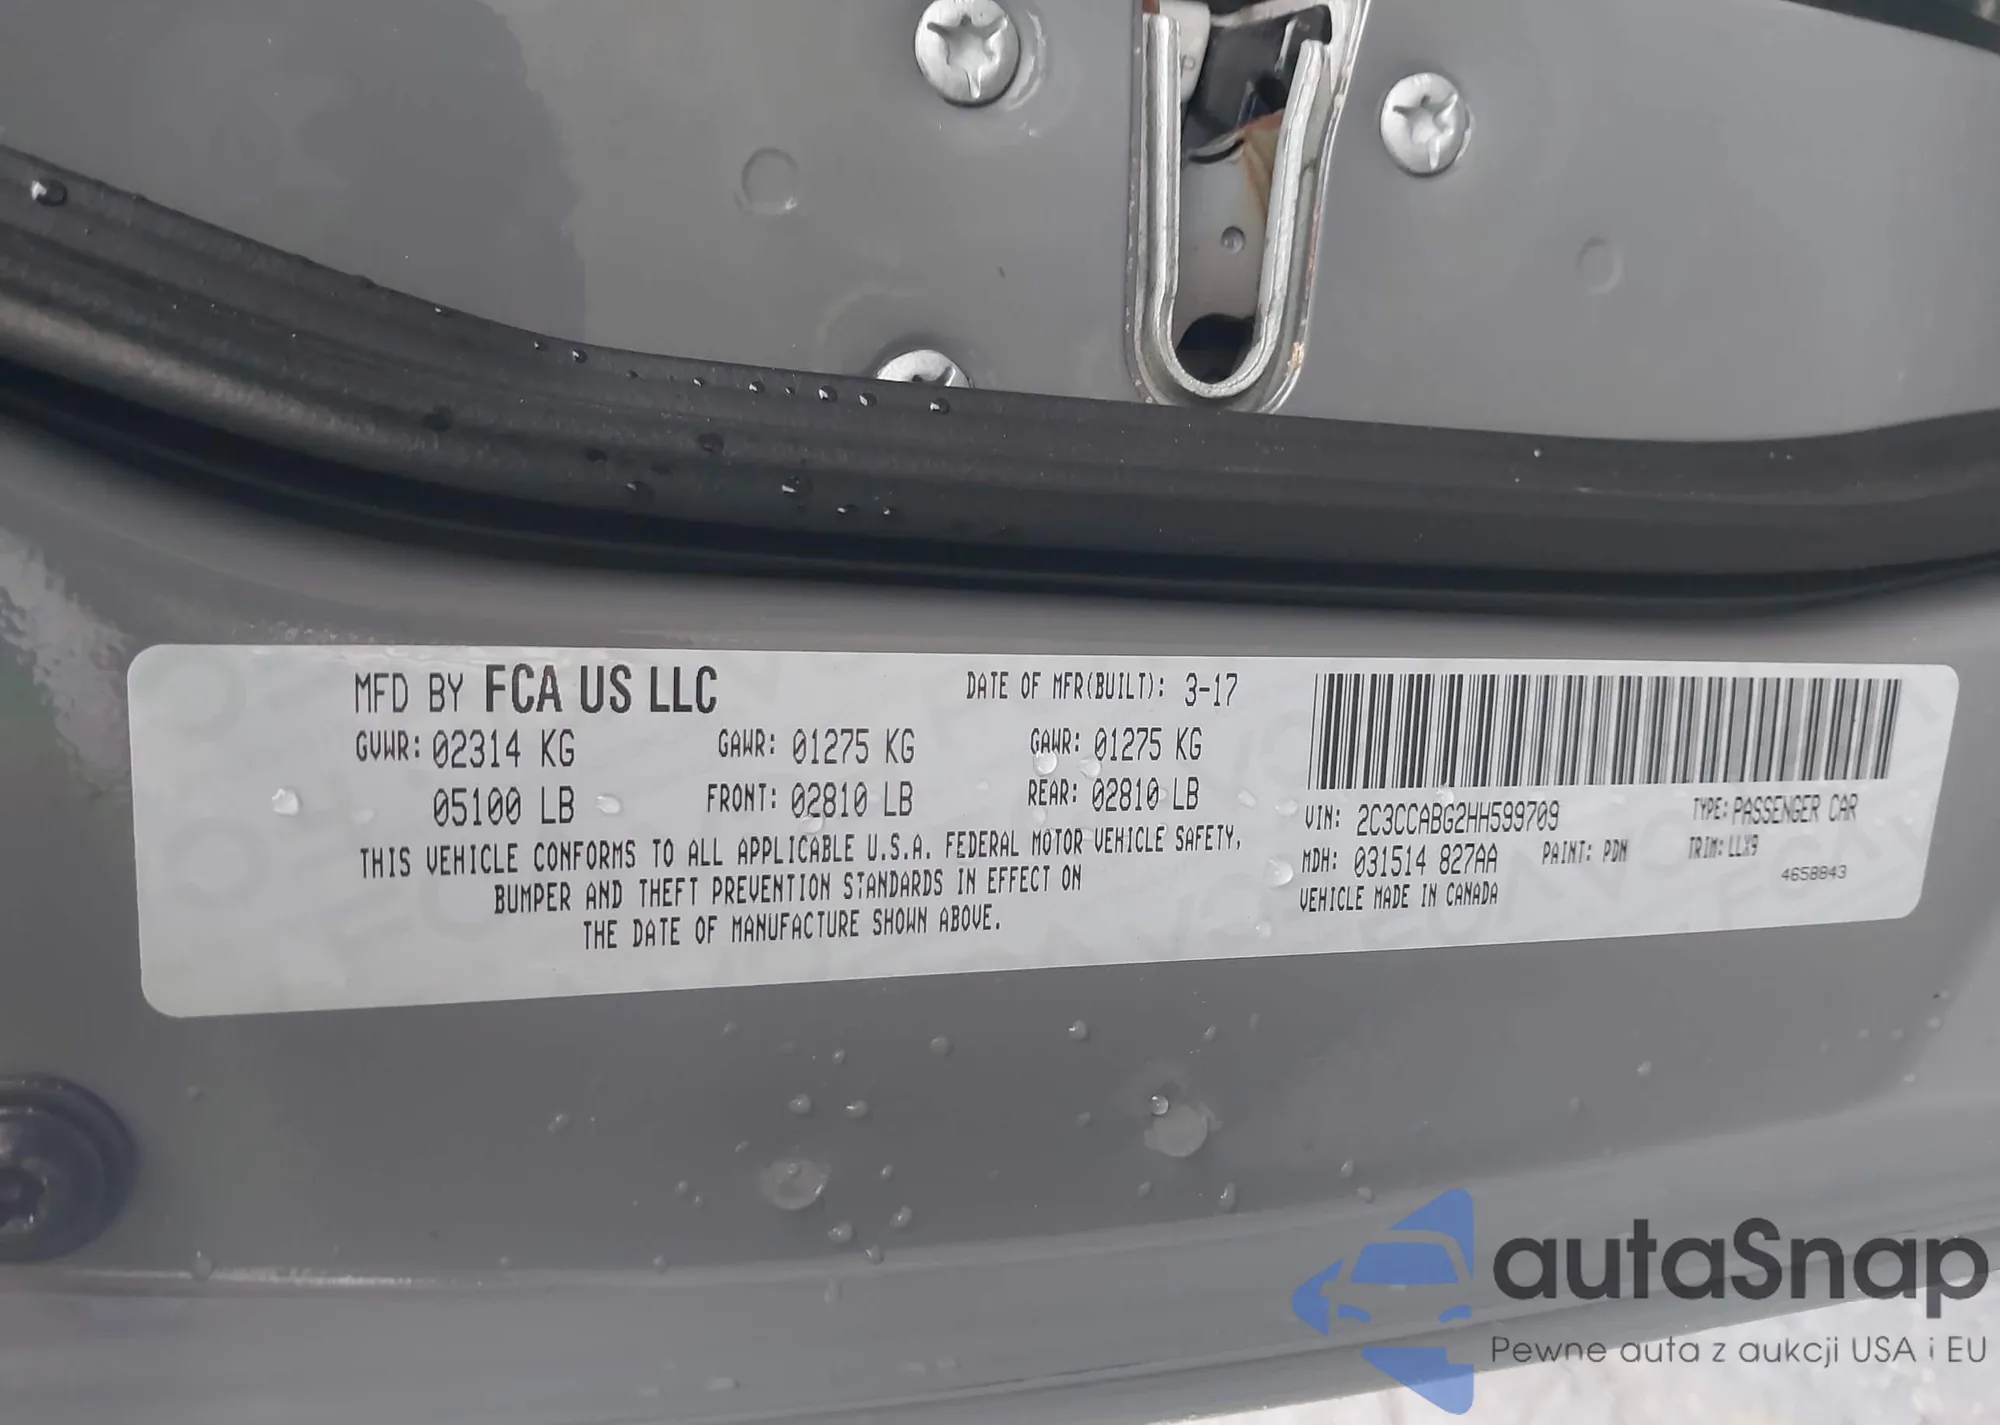 MFD BY FCA US LLC
DATE OF MFR(BUILT): 3-17
GVWR: 02314 KG
GAWR: 01275 KG
GAWR: 01275 KG
05100 LB
FRONT: 02810 LB
REAR: 02810 LB
THIS VEHICLE CONFORMS TO ALL APPLICABLE U.S.A. FEDERAL MOTOR VEHICLE SAFETY,
BUMPER AND THEFT PREVENTION STANDARDS IN EFFECT ON
THE DATE OF MANUFACTURE SHOWN ABOVE.
VIN: 2C3CCABG2HH599709
TYPE: PASSENGER CAR
MDH: 031514 827AA
PAINT: PDN
TRIM: LLX9
VEHICLE MADE IN CANADA
4658843
autaSnap
Pewne auta z aukcji USA i EU